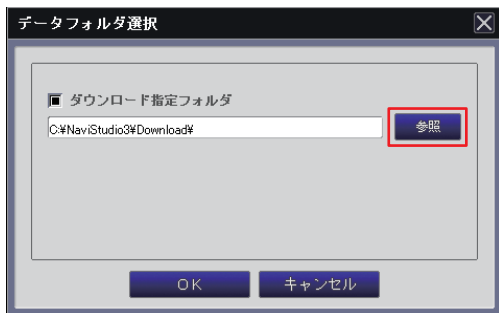 データフォルダ選択
ダウンロード指定フォルダ
C:¥NaviStudio3¥Download¥
参照
OK
キャンセル